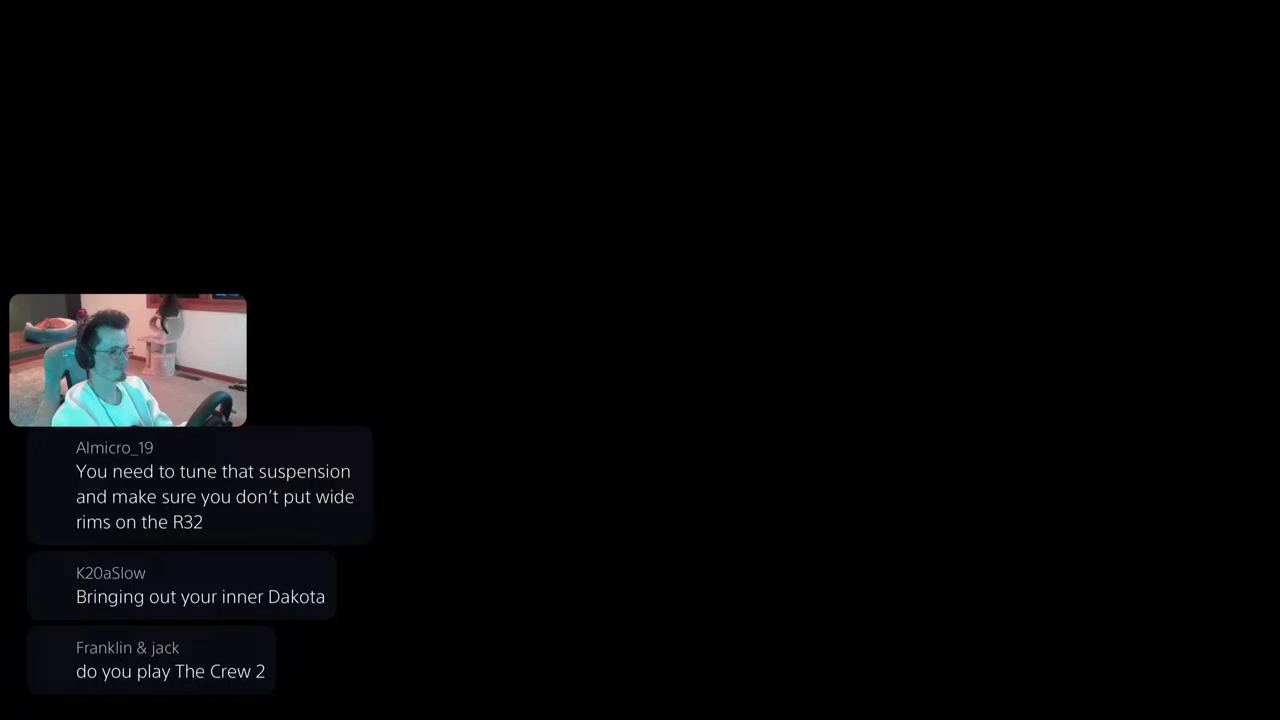 Almicro_19
You need to tune that suspension
and make sure you don't put wide
rims on the R32
K20aSlow
Bringing out your inner Dakota
Franklin & jack
do you play The Crew 2